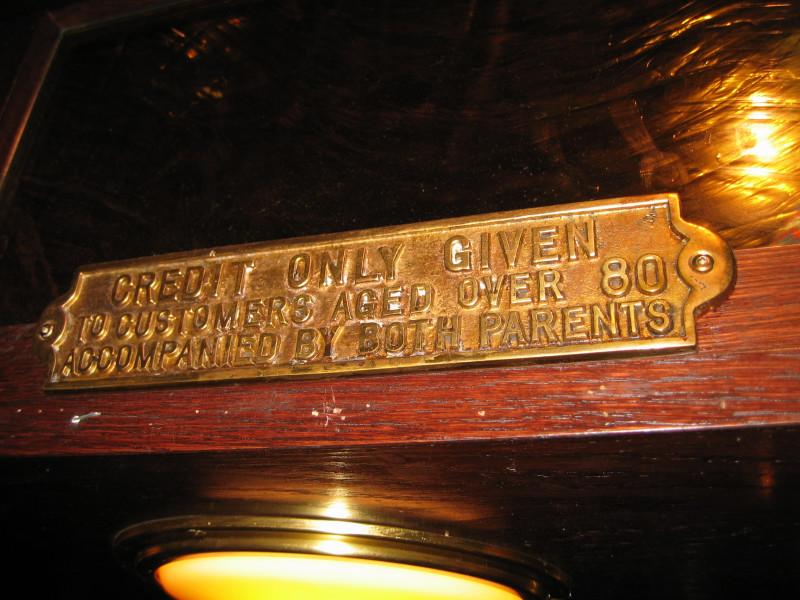 CREDIT ONLY GIVEN
TO CUSTOMERS AGED OVER 80
ACCOMPANIED BY BOTH PARENTS